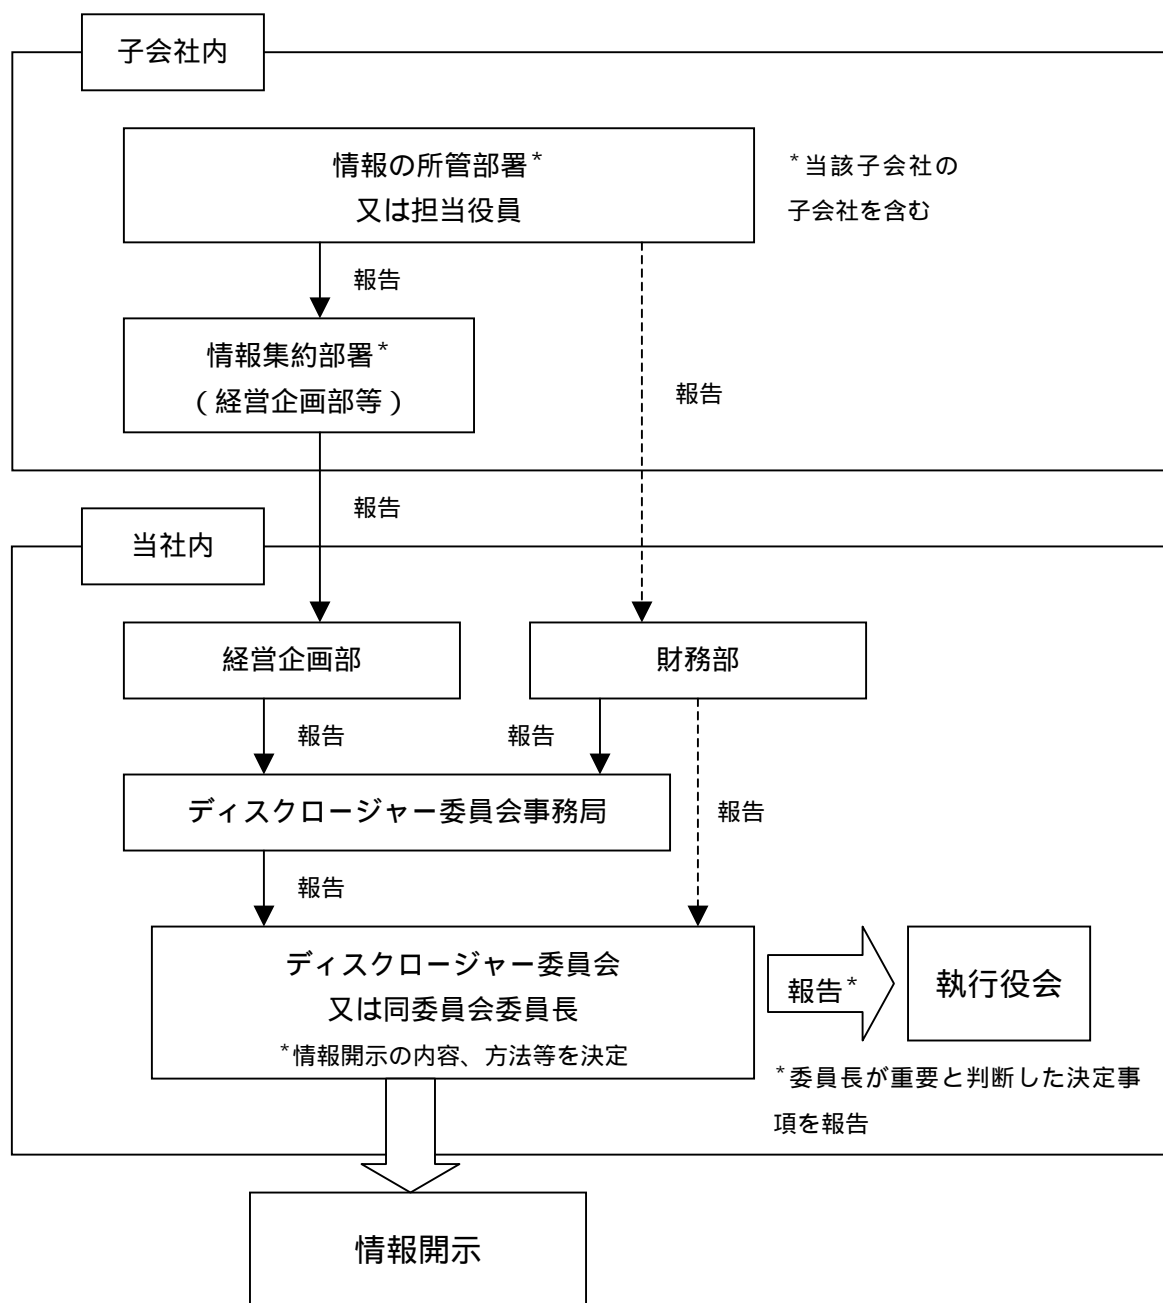 子会社内
情報の所管部署*
又は担当役員
*当該子会社の
子会社を含む
報告
情報集約部署*
(経営企画部等)
報告
報告
当社内
経営企画部
財務部
報告
報告
ディスクロージャー委員会事務局
報告
報告
ディスクロージャー委員会
又は同委員会委員長
*情報開示の内容、方法等を決定
報告*
執行役会
*委員長が重要と判断した決定事
項を報告
情報開示